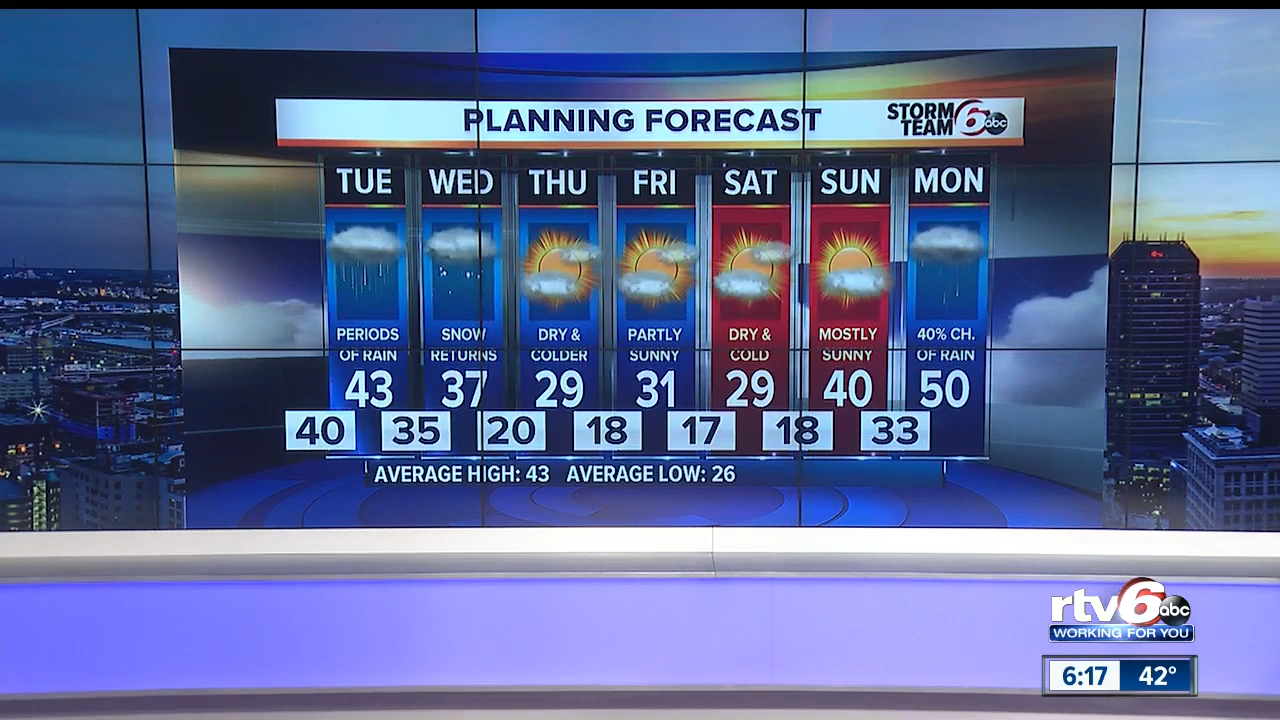 PLANNING FORECAST
STORM
TEAM 6 abc
TUE WED THU FRI SAT SUN MON
PERIODS
OF RAIN
SNOW
RETURNS
DRY &
COLDER
PARTLY
SUNNY
DRY &
COLD
MOSTLY
SUNNY
40% CH.
OF RAIN
43 37 29 31 29 40 50
40 35 20 18 17 18 33
AVERAGE HIGH: 43 AVERAGE LOW: 26
rtv6 abc
WORKING FOR YOU
6:17 42°